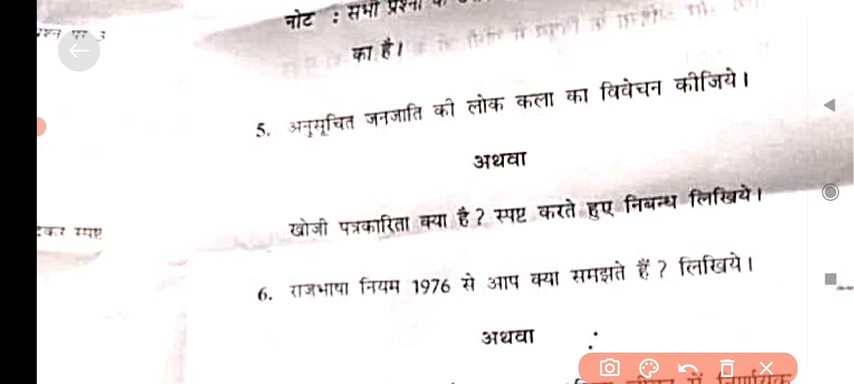 नोट : सभी प्रश्नों के
का है।
5. अनुसूचित जनजाति की लोक कला का विवेचन कीजिये।
अथवा
खोजी पत्रकारिता क्या है? स्पष्ट करते हुए निबन्ध लिखिये।
6. राजभाषा नियम 1976 से आप क्या समझते हैं? लिखिये।
अथवा
स्पष्ट